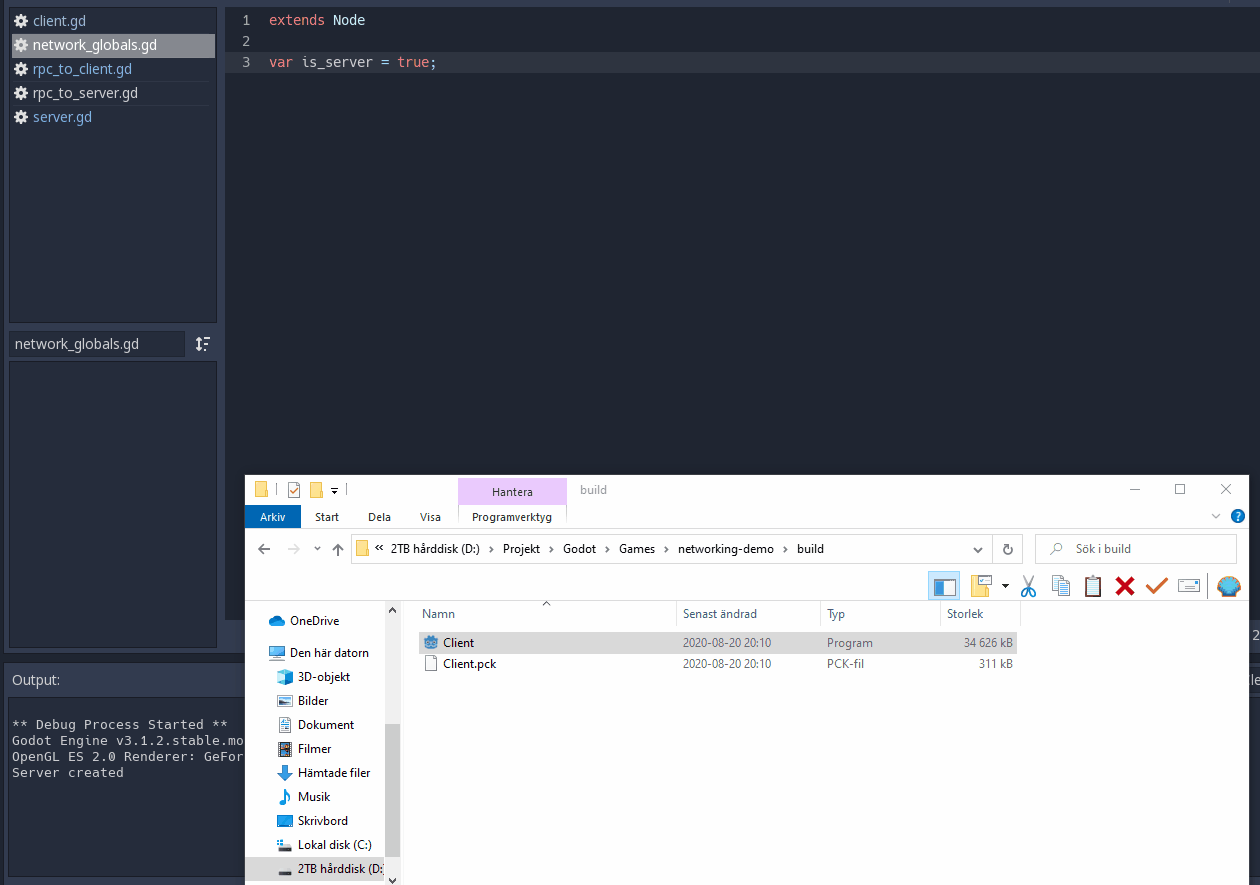 client.gd
network_globals.gd
rpc_to_client.gd
rpc_to_server.gd
server.gd
network_globals.gd
1 extends Node
2
3 var is_server = true;
Output:
** Debug Process Started **
Godot Engine v3.1.2.stable.mo
OpenGL ES 2.0 Renderer: GeFor
Server created
Hantera build
Arkiv Start Dela Visa Programverktyg
« 2TB hårddisk (D:) › Projekt › Godot › Games › networking-demo › build
Sök i build
OneDrive
Den här datorn
3D-objekt
Bilder
Dokument
Filmer
Hämtade filer
Musik
Skrivbord
Lokal disk (C:)
2TB hårddisk (D:
Namn Senast ändrad Typ Storlek
Client 2020-08-20 20:10 Program 34 626 kB
Client.pck 2020-08-20 20:10 PCK-fil 311 kB